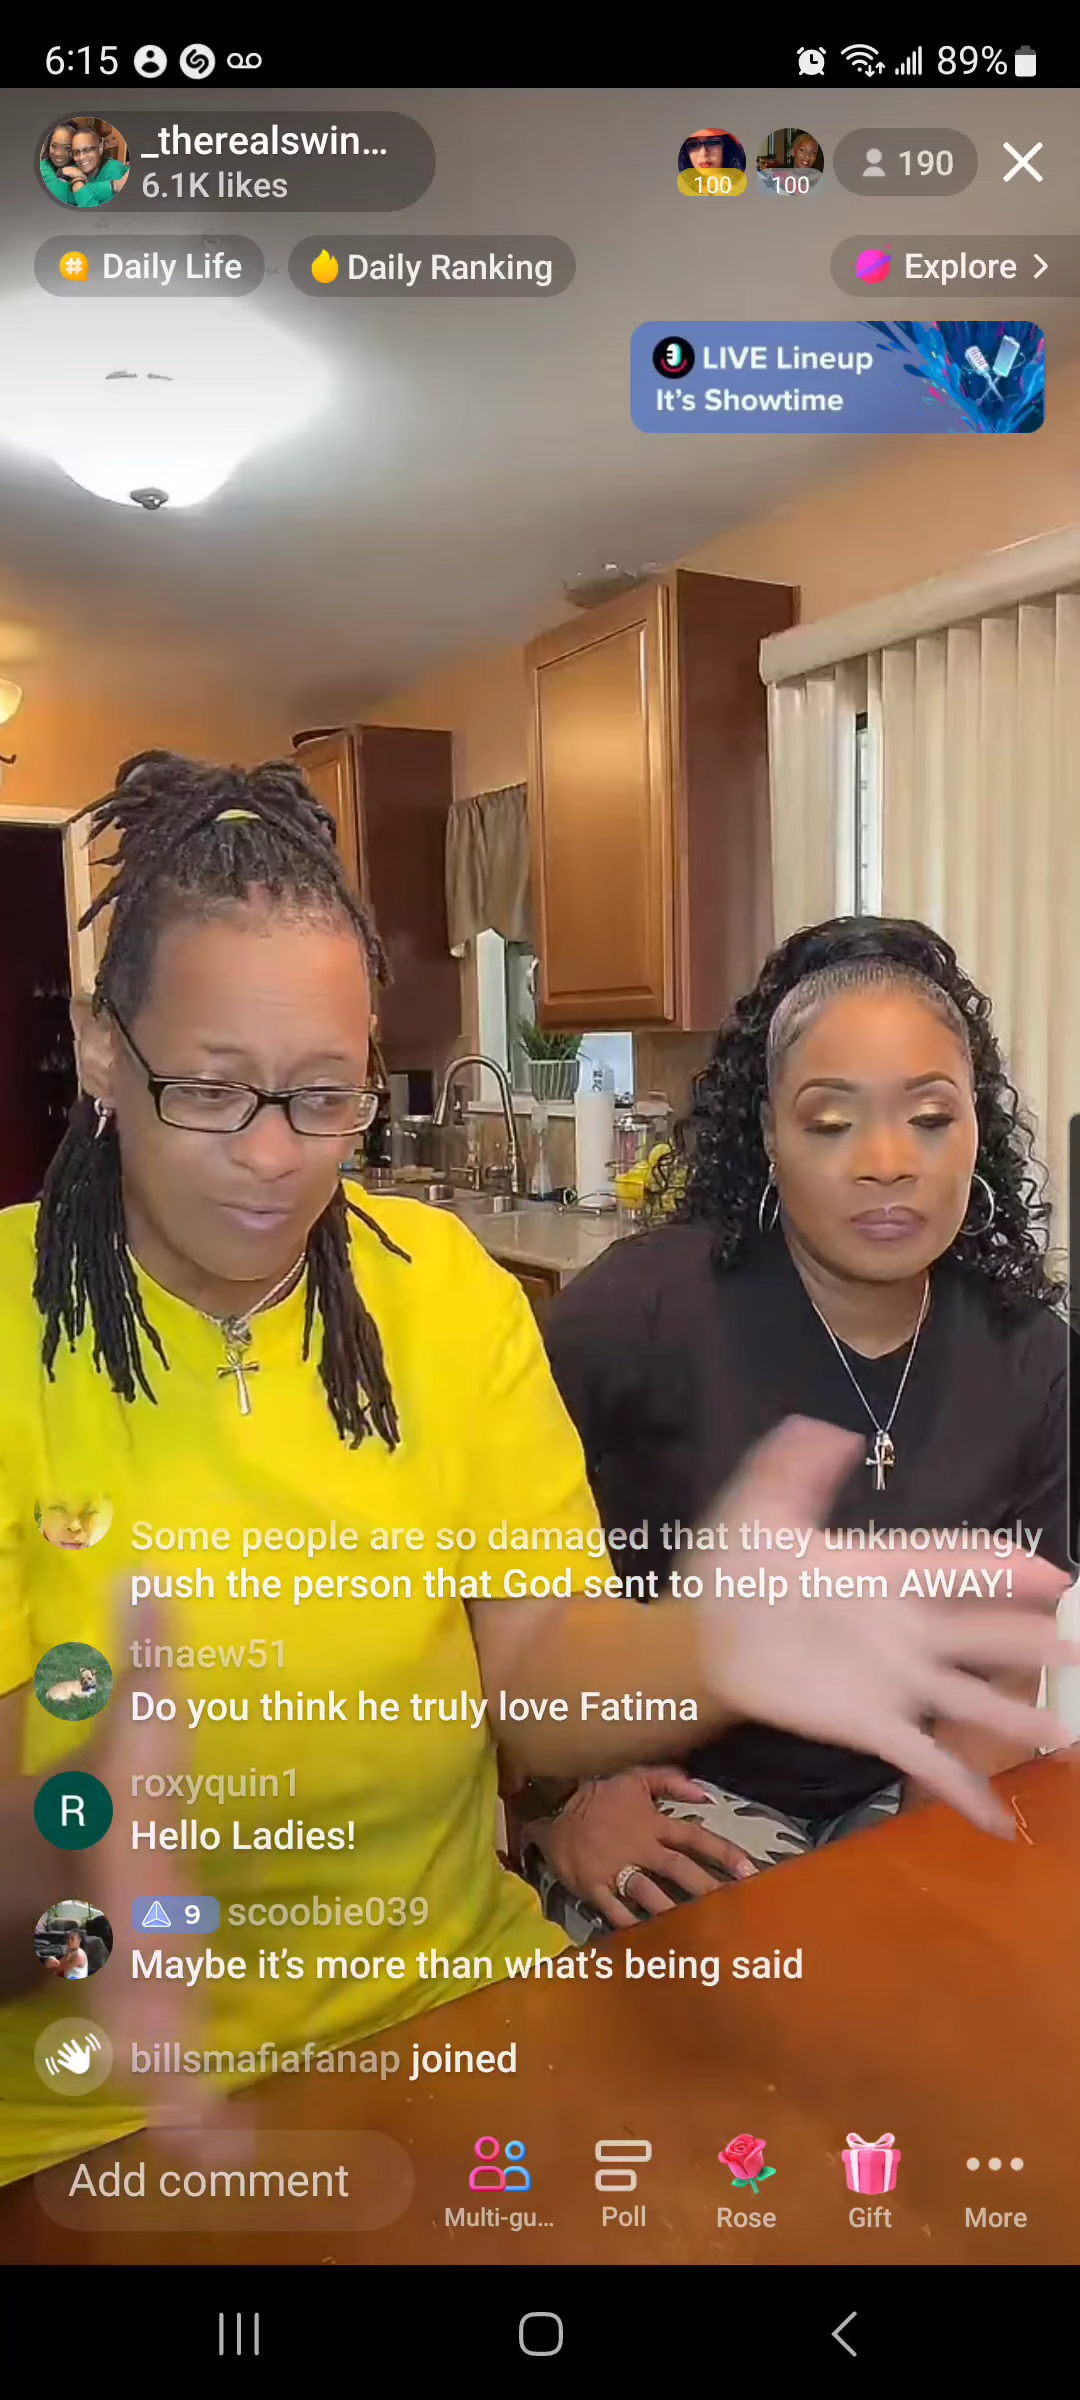 6:15
89%
_therealswin...
6.1K likes
100
100
190
Daily Life
Daily Ranking
Explore
LIVE Lineup
It's Showtime
Some people are so damaged that they unknowingly
push the person that God sent to help them AWAY!
tinaew51
Do you think he truly love Fatima
R
roxyquin1
Hello Ladies!
9 scoobie039
Maybe it's more than what's being said
billsmafiafanap joined
Add comment
Multi-gu...
Poll
Rose
Gift
More